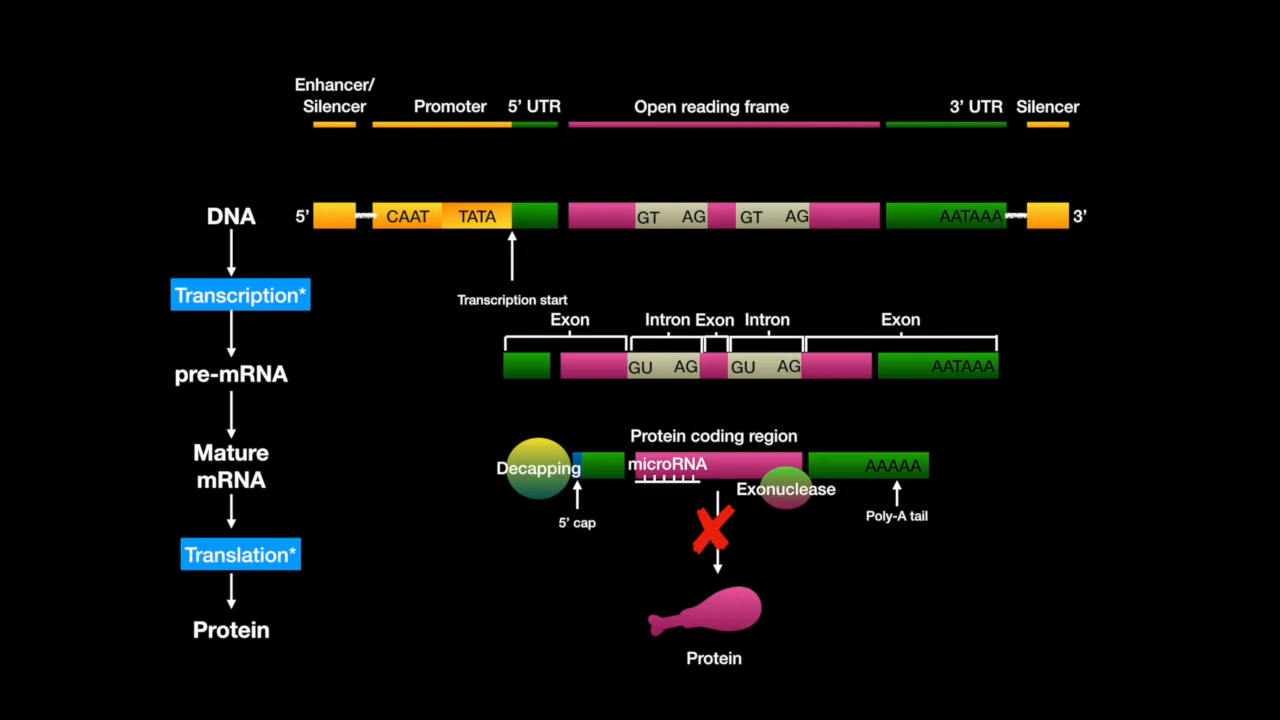 Enhancer/
Silencer
Promoter
5’ UTR
Open reading frame
3’ UTR
Silencer
DNA
5’
CAAT
TATA
GT
AG
GT
AG
AATAAA
3’
Transcription*
Transcription start
Exon
Intron
Exon
Intron
Exon
pre-mRNA
GU
AG
GU
AG
AATAAA
Mature
mRNA
Protein coding region
Decapping
microRNA
AAAAA
Exonuclease
5’ cap
Poly-A tail
Translation*
Protein
Protein